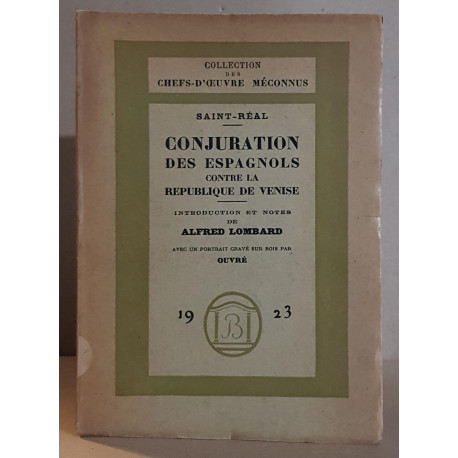 COLLECTION
DES
CHEFS-D'ŒUVRE MÉCONNUS
SAINT-RÉAL
CONJURATION
DES ESPAGNOLS
CONTRE LA
REPUBLIQUE DE VENISE
INTRODUCTION ET NOTES
DE
ALFRED LOMBARD
AVEC UN PORTRAIT GRAVÉ SUR BOIS PAR
OUVRÉ
19 B 23